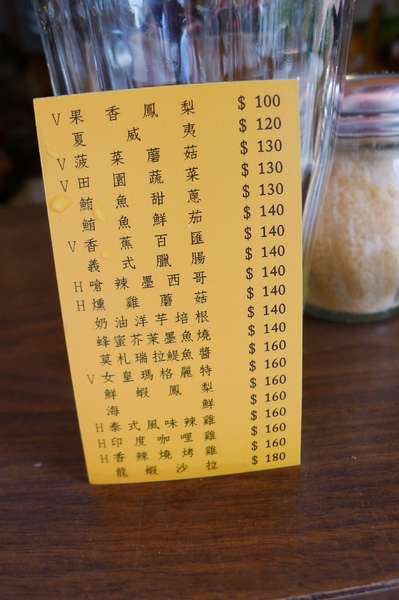 V 果香鳳梨 $ 100
夏威夷 $ 120
V 菠菜蘑菇 $ 130
V 田園蔬菜 $ 130
鮪魚甜蔥 $ 130
鮪魚鮮茄 $ 140
V 香蕉百匯 $ 140
義式臘腸 $ 140
H 嗆辣墨西哥 $ 140
H 燻雞蘑菇 $ 140
奶油洋芋培根 $ 140
蜂蜜芥茉墨魚燒 $ 140
莫札瑞拉鯷魚醬 $ 160
V 女皇瑪格麗特 $ 160
鮮蝦鳳梨 $ 160
海鮮 $ 160
H 泰式風味辣雞 $ 160
H 印度咖哩雞 $ 160
H 香辣燒烤雞 $ 160
龍蝦沙拉 $ 180